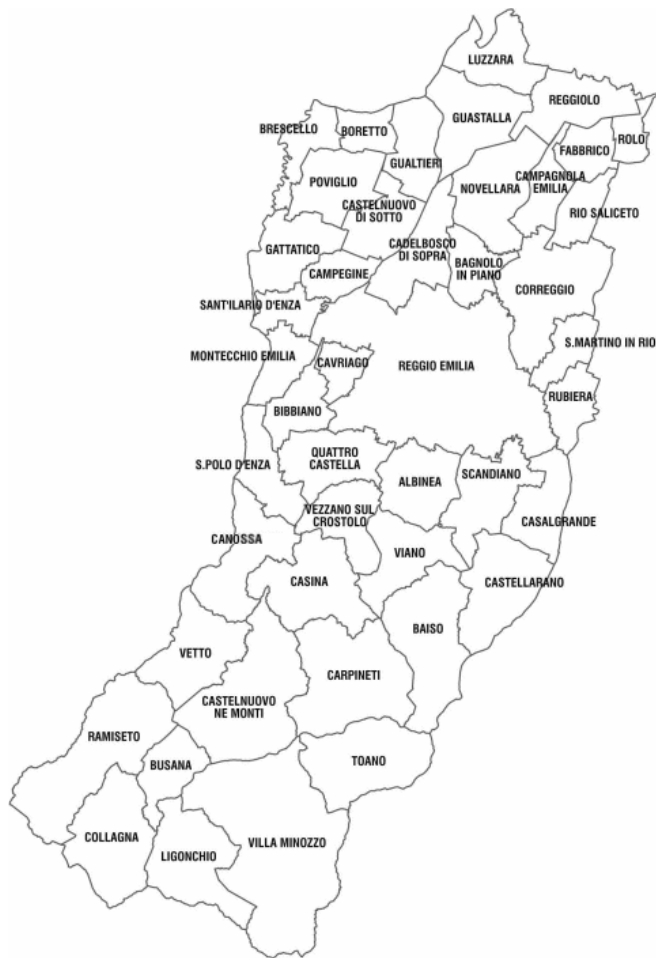 LUZZARA
REGGIOLO
GUASTALLA
BRESCELLO
BORETTO
ROLO
FABBRICO
GUALTIERI
CAMPAGNOLA
EMILIA
POVIGLIO
NOVELLARA
CASTELNUOVO
DI SOTTO
RIO SALICETO
GATTATICO
CADELBOSCO
DI SOPRA
BAGNOLO
IN PIANO
CAMPEGINE
CORREGGIO
SANT'ILARIO D'ENZA
S.MARTINO IN RIO
MONTECCHIO EMILIA
CAVRIAGO
REGGIO EMILIA
RUBIERA
BIBBIANO
QUATTRO
CASTELLA
S.POLO D'ENZA
ALBINEA
SCANDIANO
VEZZANO SUL
CROSTOLO
CASALGRANDE
CANOSSA
VIANO
CASINA
CASTELLARANO
BAISO
VETTO
CARPINETI
CASTELNUOVO
NE MONTI
RAMISETO
BUSANA
TOANO
COLLAGNA
LIGONCHIO
VILLA MINOZZO